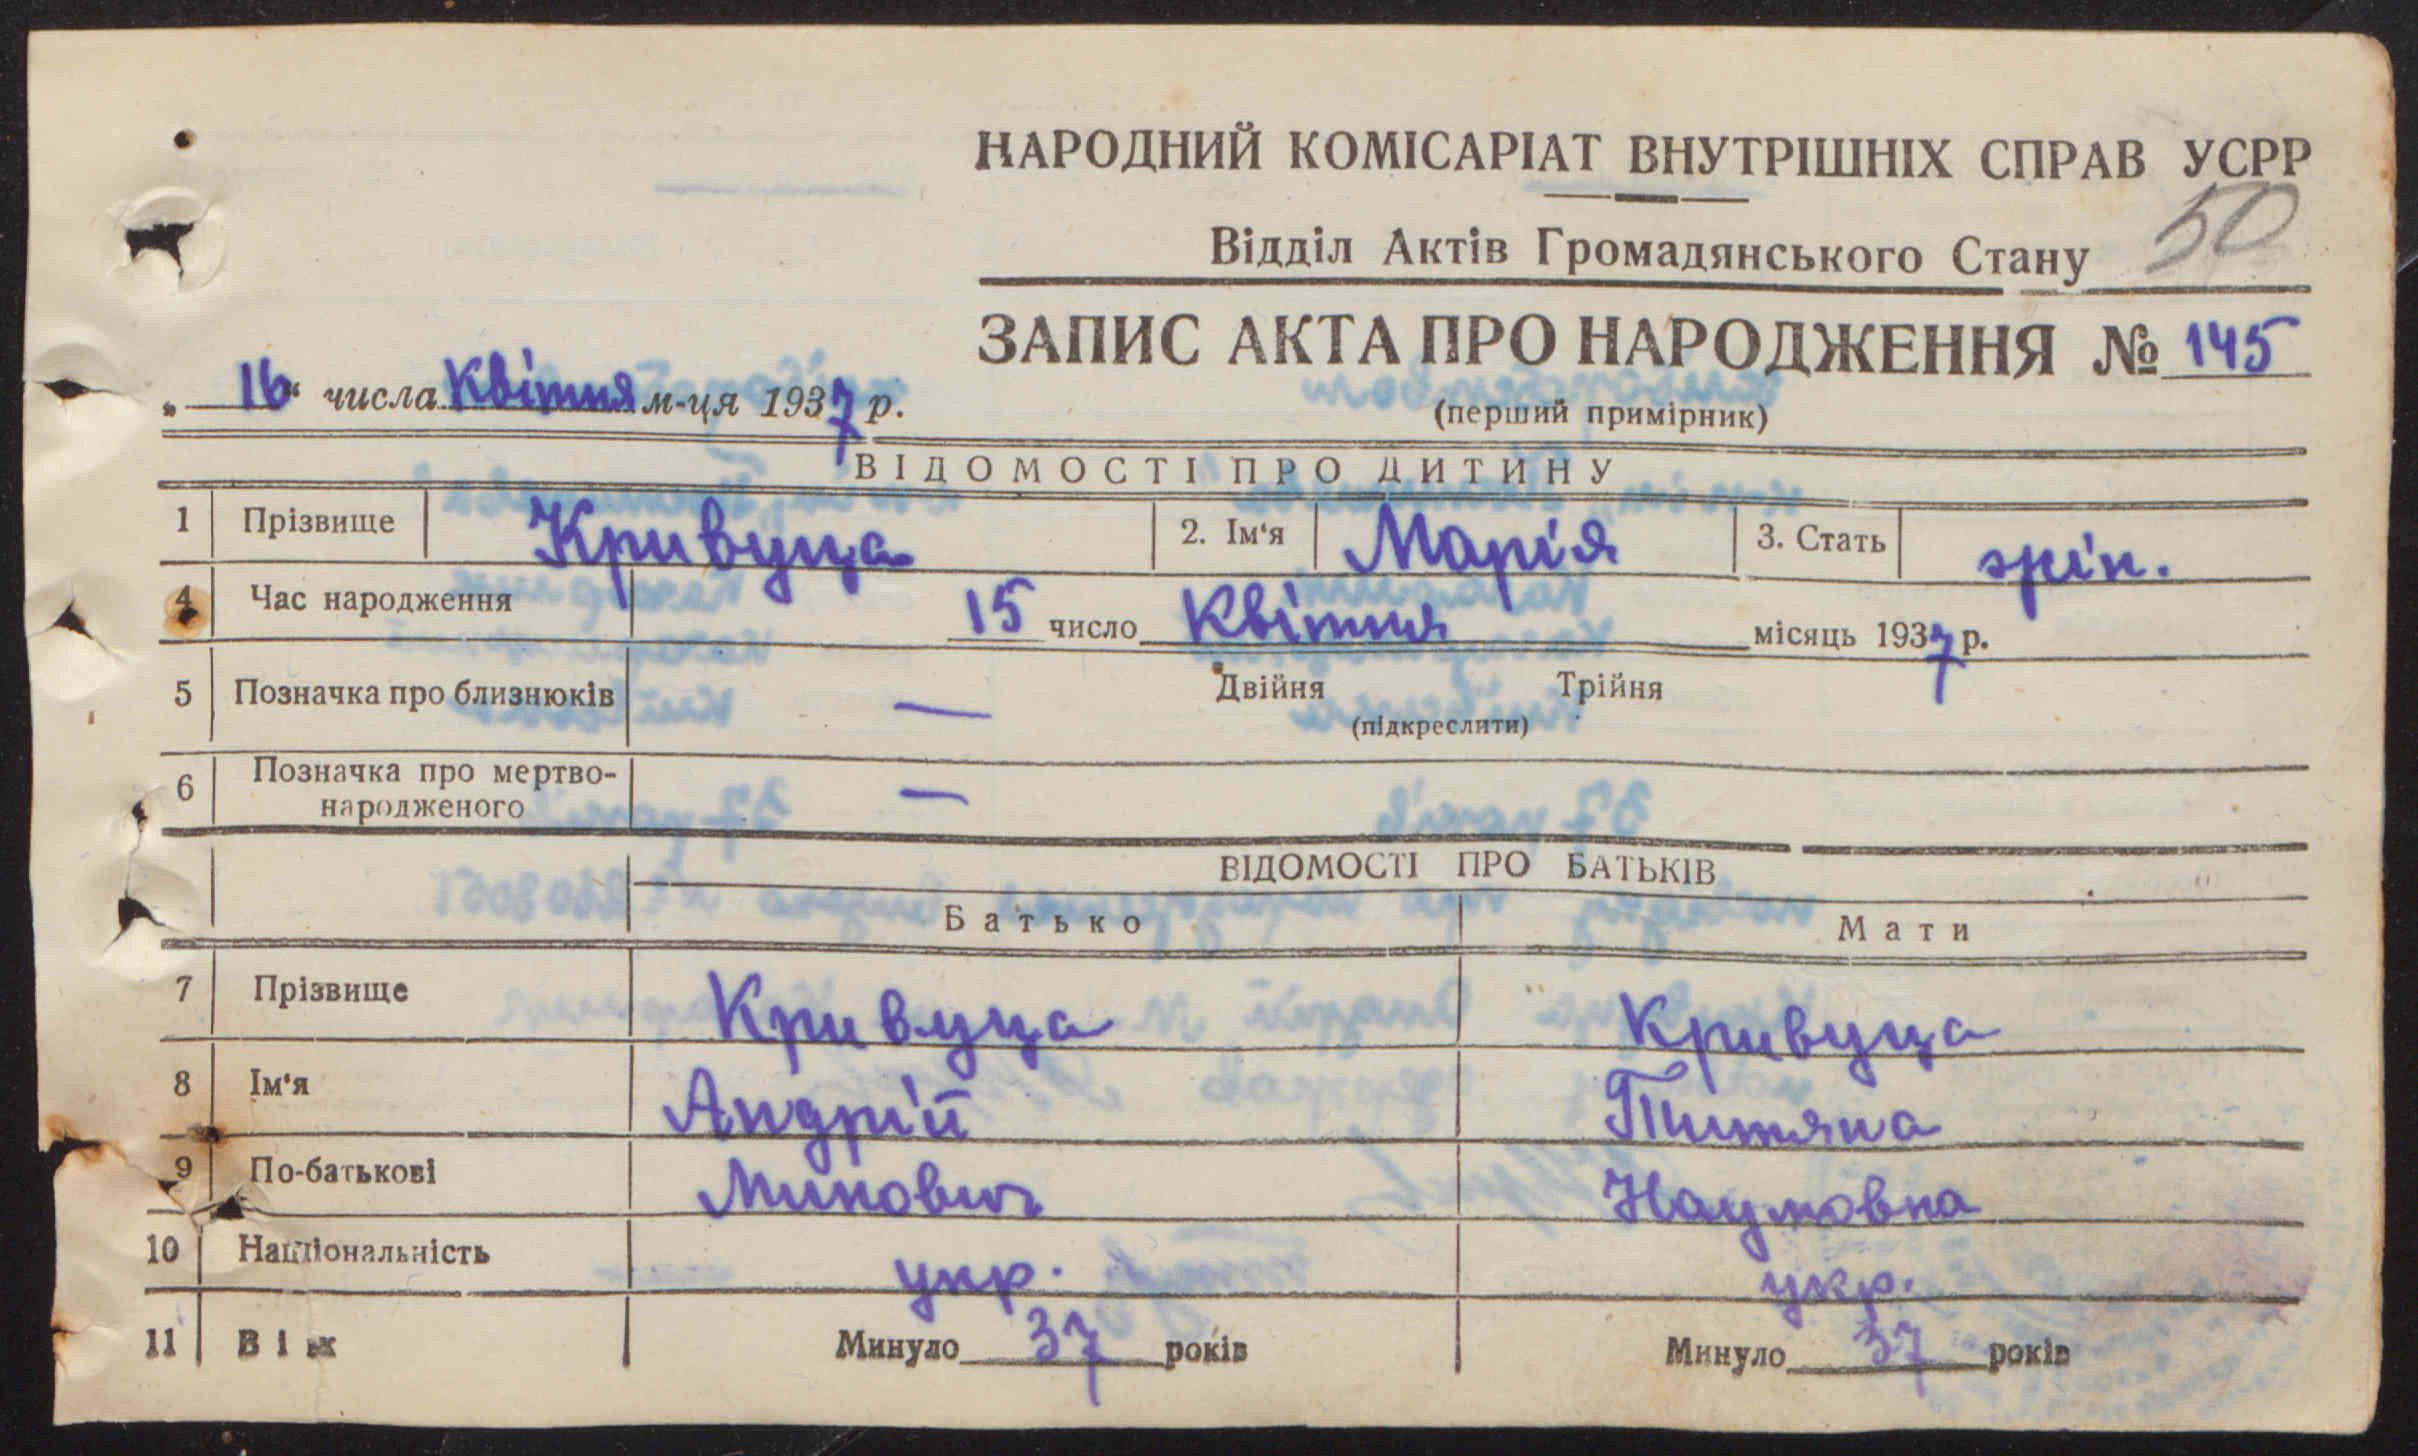 НАРОДНИЙ КОМІСАРІАТ ВНУТРІШНІХ СПРАВ УСРР
50
Відділ Актів Громадянського Стану
ЗАПИС АКТА ПРО НАРОДЖЕННЯ № 145
„16“ числа Квітня м-ця 1937 р.
(перший примірник)
ВІДОМОСТІ ПРО ДИТИНУ
1 Прізвище Кривуца 2. Ім‘я Марія 3. Стать жін.
4 Час народження 15 число Квітня місяць 1937 р.
5 Позначка про близнюків — Двійня Трійня
(підкреслити)
6 Позначка про мертво-
народженого —
ВІДОМОСТІ ПРО БАТЬКІВ
Батько Мати
7 Прізвище Кривуца Кривуца
8 Ім‘я Андрій Титяна
9 По-батькові Минович Наумовна
10 Національність укр. укр.
11 Вік Минуло 37 років Минуло 37 років